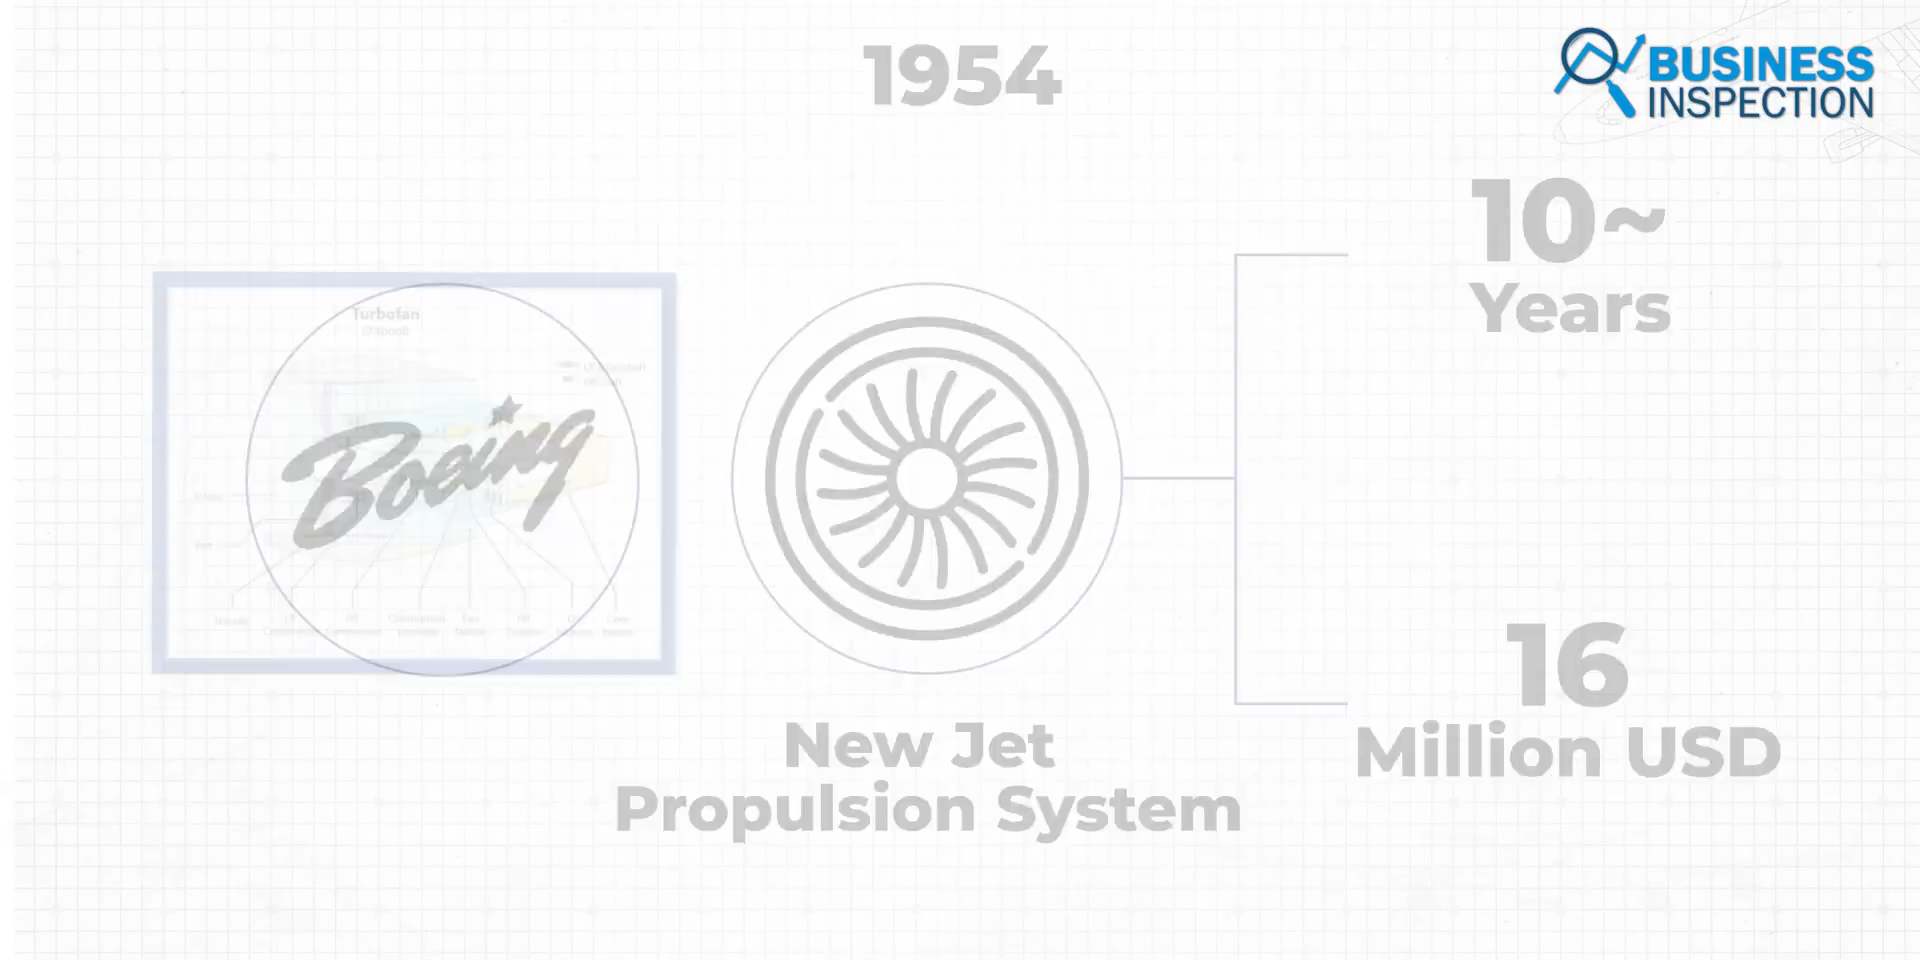 1954
BUSINESS
INSPECTION
10~
Years
Turbofan
Boeing
New Jet
Propulsion System
16
Million USD